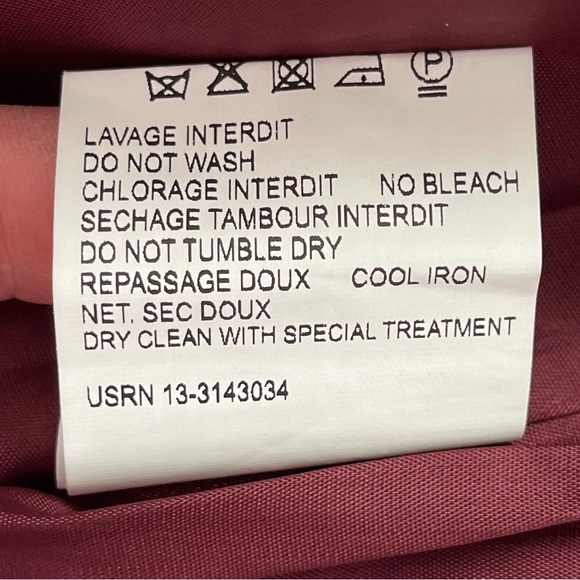 P
LAVAGE INTERDIT
DO NOT WASH
CHLORAGE INTERDIT NO BLEACH
SECHAGE TAMBOUR INTERDIT
DO NOT TUMBLE DRY
REPASSAGE DOUX COOL IRON
NET. SEC DOUX
DRY CLEAN WITH SPECIAL TREATMENT
USRN 13-3143034